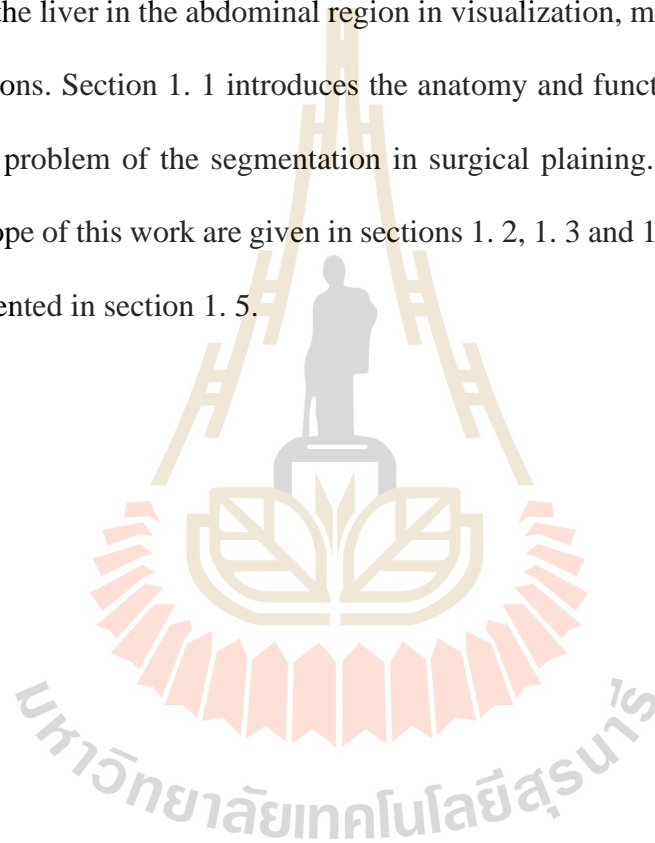 the liver in the abdominal region in visualization, m
ons. Section 1. 1 introduces the anatomy and funct
problem of the segmentation in surgical plaining.
ope of this work are given in sections 1. 2, 1. 3 and 1
ented in section 1. 5.
มหาวิทยาลัยเทคโนโลยีสุรนารี